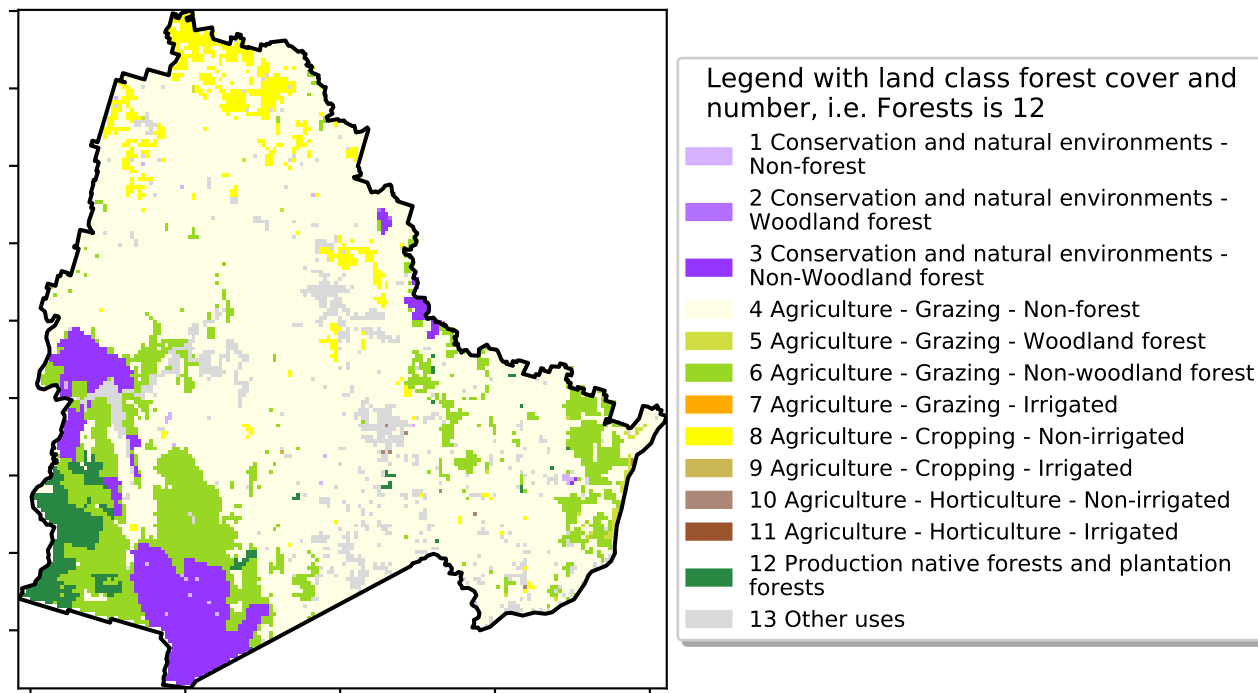 Legend with land class forest cover and
number, i.e. Forests is 12
1 Conservation and natural environments -
Non-forest
2 Conservation and natural environments -
Woodland forest
3 Conservation and natural environments -
Non-Woodland forest
4 Agriculture - Grazing - Non-forest
5 Agriculture - Grazing - Woodland forest
6 Agriculture - Grazing - Non-woodland forest
7 Agriculture - Grazing - Irrigated
8 Agriculture - Cropping - Non-irrigated
9 Agriculture - Cropping - Irrigated
10 Agriculture - Horticulture - Non-irrigated
11 Agriculture - Horticulture - Irrigated
12 Production native forests and plantation
forests
13 Other uses